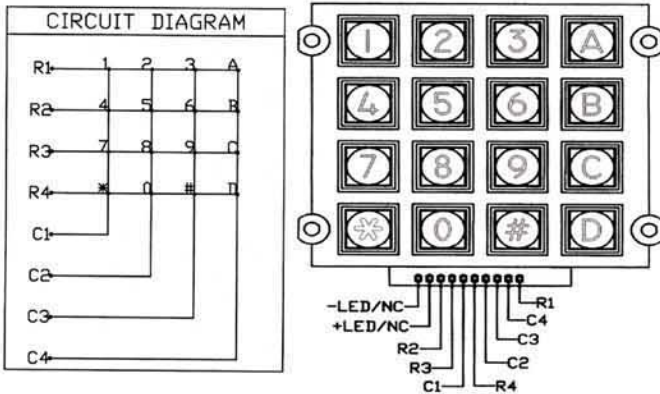 CIRCUIT DIAGRAM
R1 1 2 3 A
R2 4 5 6 B
R3 7 8 9 C
R4 * 0 # D
C1
C2
C3
C4
1 2 3 A
4 5 6 B
7 8 9 C
* 0 # D
-LED/NC R1
+LED/NC C4
C3
R2
R3 C2
C1 R4